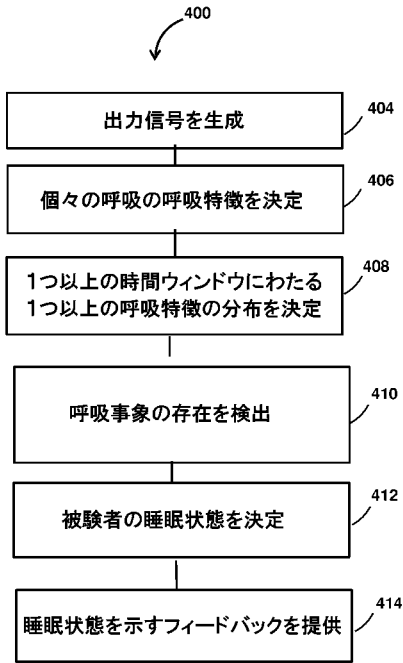 400
出力信号を生成
404
個々の呼吸の呼吸特徴を決定
406
1つ以上の時間ウィンドウにわたる
1つ以上の呼吸特徴の分布を決定
408
呼吸事象の存在を検出
410
被験者の睡眠状態を決定
412
睡眠状態を示すフィードバックを提供
414